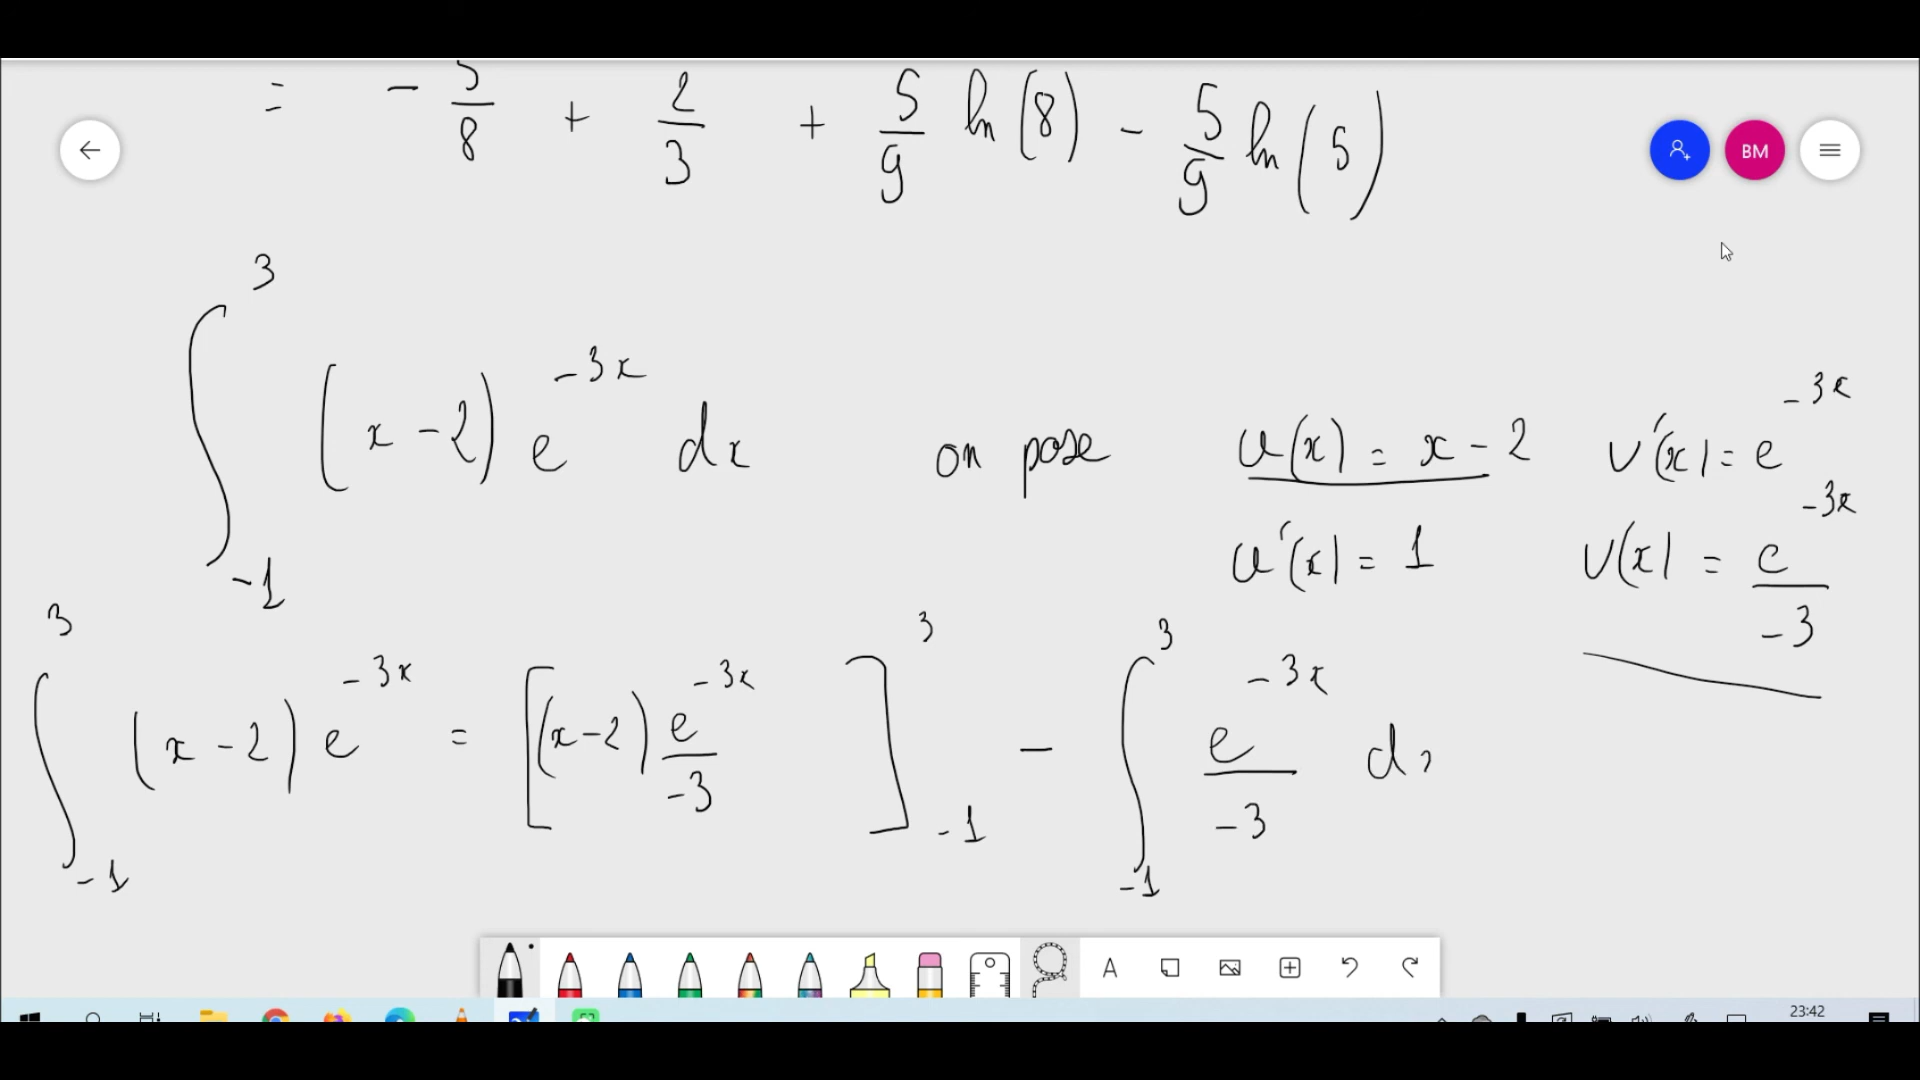 = - 5/8 + 2/3 + 5/9 ln(8) - 5/9 ln(5)
BM
∫_{-1}^{3} (x-2) e^{-3x} dx on pose u(x) = x-2 v'(x) = e^{-3x}
u'(x) = 1 v(x) = e^{-3x}/-3
∫_{-1}^{3} (x-2) e^{-3x} = [(x-2) e^{-3x}/-3]_{-1}^{3} - ∫_{-1}^{3} e^{-3x}/-3 d
A
23:42